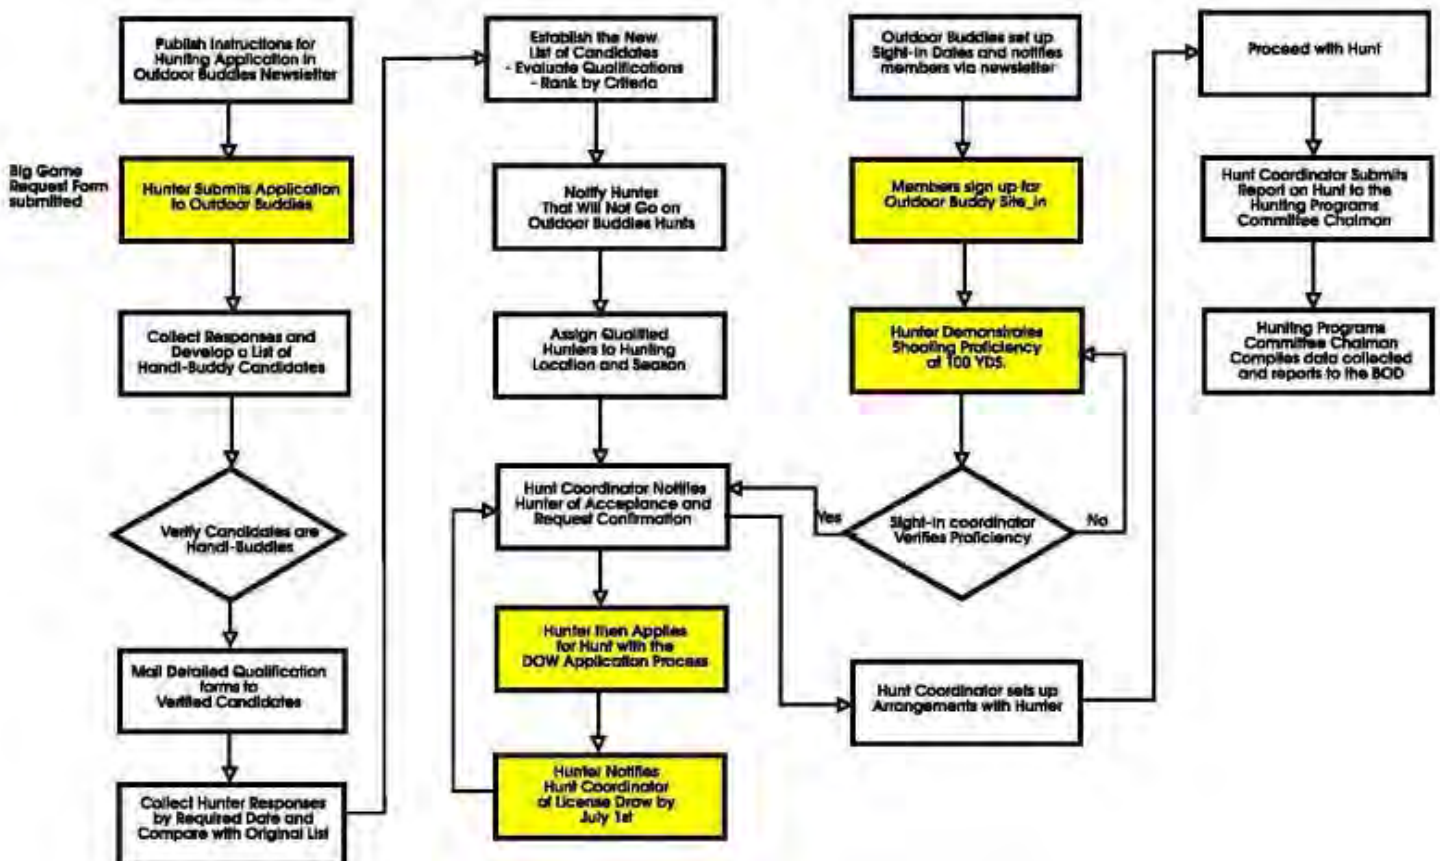 Publish Instructions for
Hunting Application in
Outdoor Buddies Newsletter
Big Game
Request Form
submitted
Hunter Submits Application
to Outdoor Buddies
Collect Responses and
Develop a List of
Handi-Buddy Candidates
Verify Candidates are
Handi-Buddies
Mail Detailed Qualification
forms to
Verified Candidates
Collect Hunter Responses
by Required Date and
Compare with Original List
Establish the New
List of Candidates
- Evaluate Qualifications
- Rank by Criteria
Notify Hunter
That Will Not Go on
Outdoor Buddies Hunts
Assign Qualified
Hunters to Hunting
Location and Season
Hunt Coordinator Notifies
Hunter of Acceptance and
Request Confirmation
Hunter then Applies
for Hunt with the
DOW Application Process
Hunter Notifies
Hunt Coordinator
of License Draw by
July 1st
Outdoor Buddies set up
Sight-In Dates and notifies
members via newsletter
Members sign up for
Outdoor Buddy Site_in
Hunter Demonstrates
Shooting Proficiency
at 100 YDS.
Yes
Sight-in coordinator
Verifies Proficiency
No
Hunt Coordinator sets up
Arrangements with Hunter
Proceed with Hunt
Hunt Coordinator Submits
Report on Hunt to the
Hunting Programs
Committee Chalman
Hunting Programs
Committee Chalman
Compiles data collected
and reports to the BOD